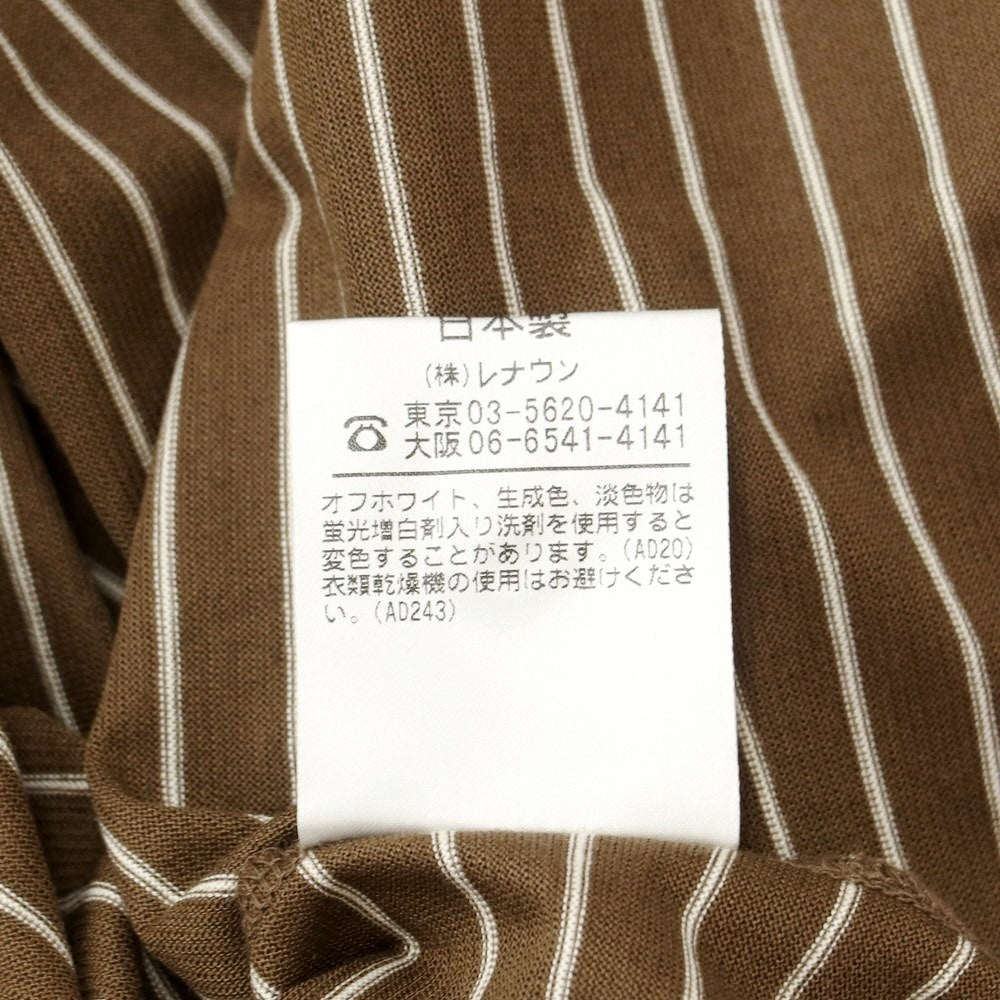 日本製
(株)レナウン
東京03-5620-4141
大阪06-6541-4141
オフホワイト、生成色、淡色物は
蛍光増白剤入り洗剤を使用すると
変色することがあります。(AD20)
衣類乾燥機の使用はお避けくださ
い。(AD243)